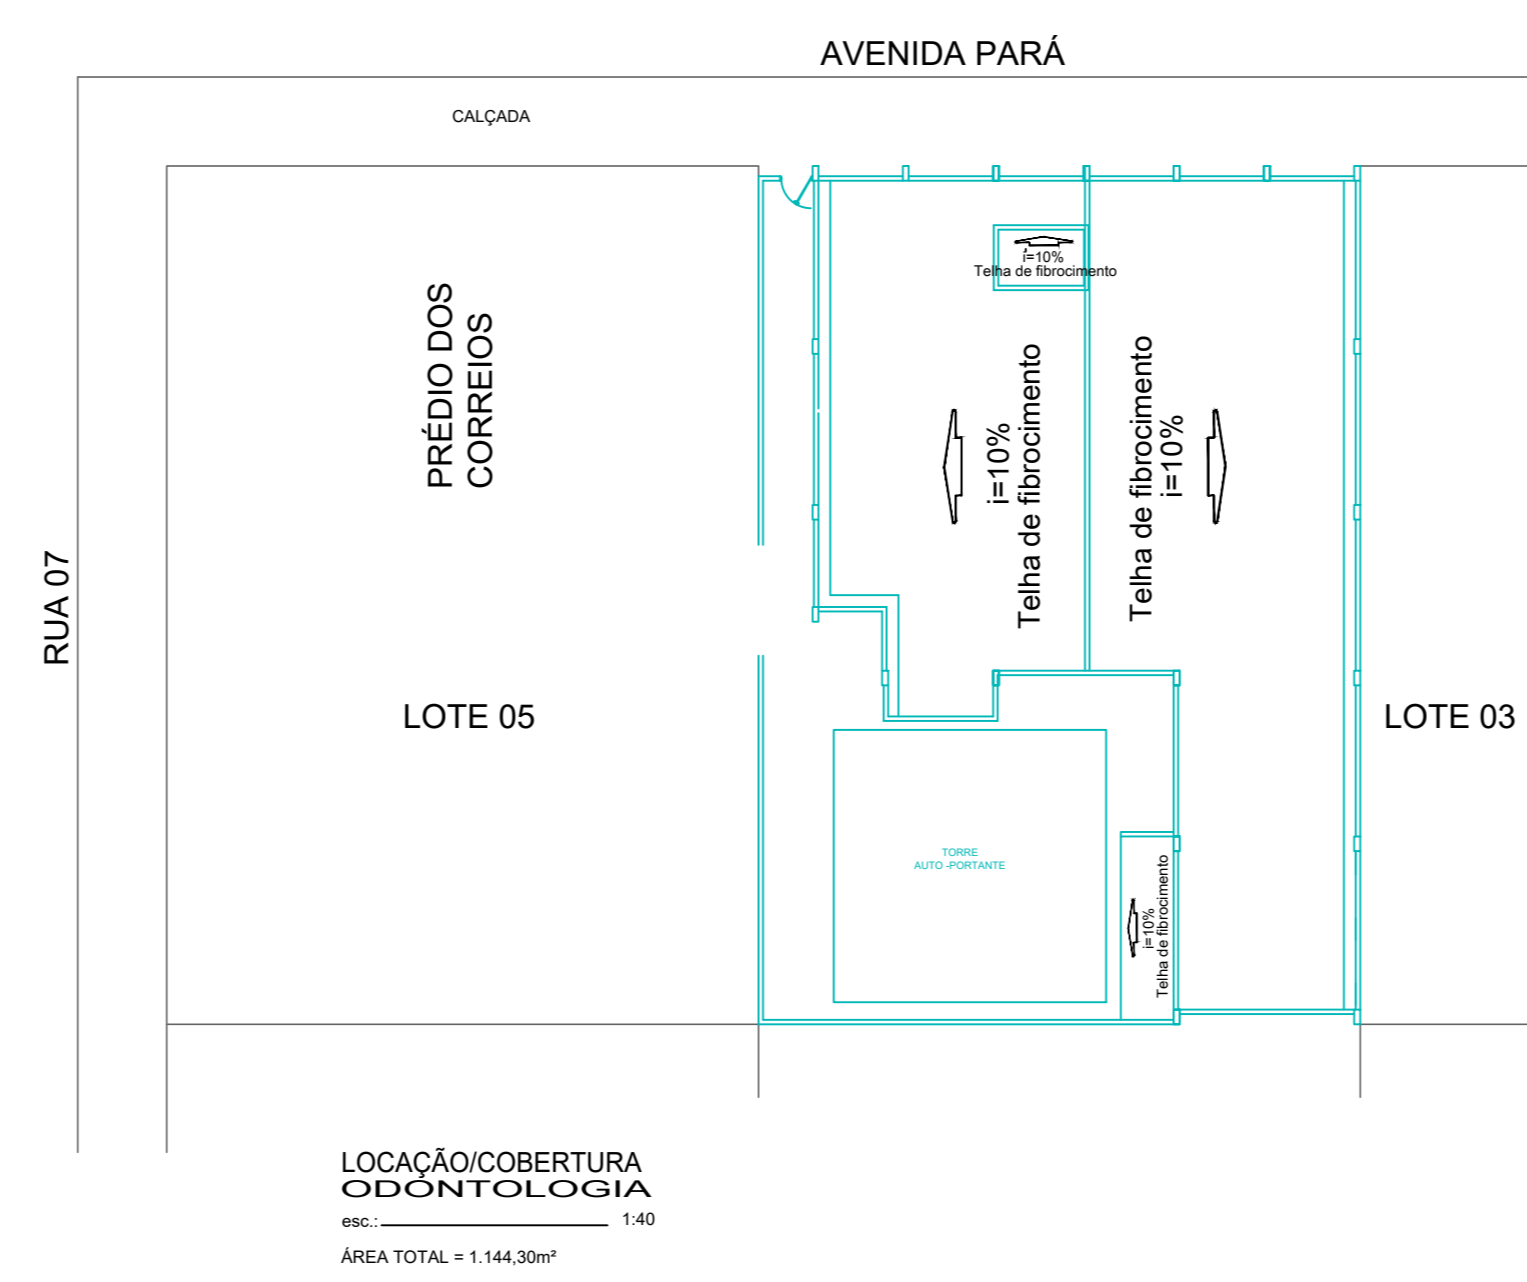 AVENIDA PARÁ
CALÇADA
i=10%
Telha de fibrocimento
PRÉDIO DOS
CORREIOS
i=10%
Telha de fibrocimento
Telha de fibrocimento
i=10%
RUA 07
LOTE 05
LOTE 03
TORRE
AUTO -PORTANTE
i=10%
Telha de fibrocimento
LOCAÇÃO/COBERTURA
ODONTOLOGIA
esc.: 1:40
ÁREA TOTAL = 1.144,30m²